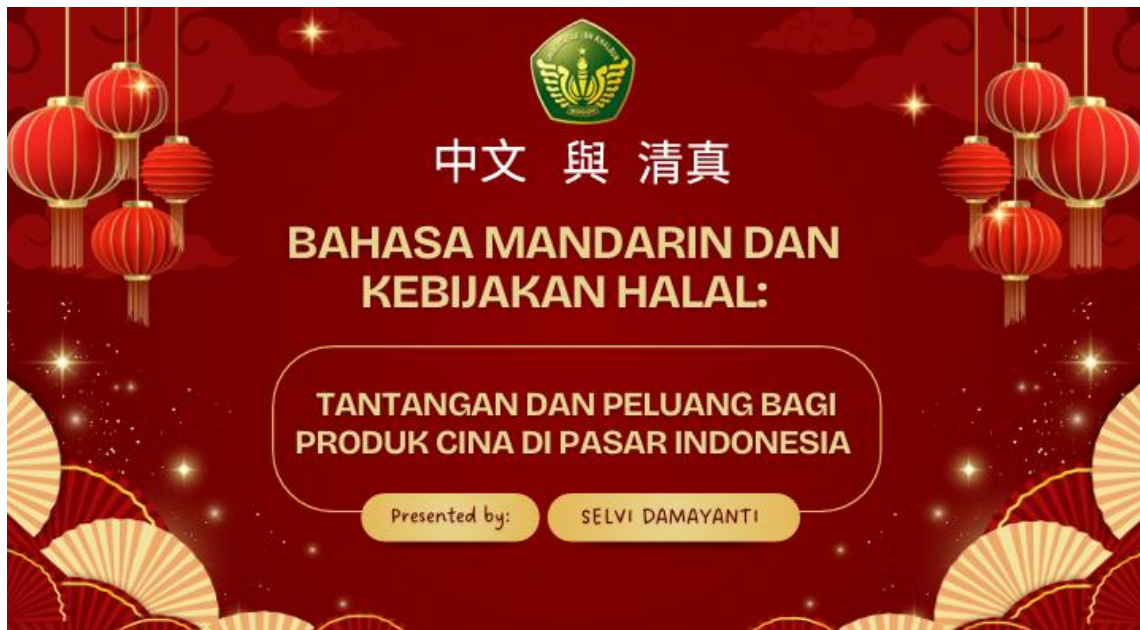 中文 與 清真
BAHASA MANDARIN DAN
KEBIJAKAN HALAL:
TANTANGAN DAN PELUANG BAGI
PRODUK CINA DI PASAR INDONESIA
Presented by: SELVI DAMAYANTI